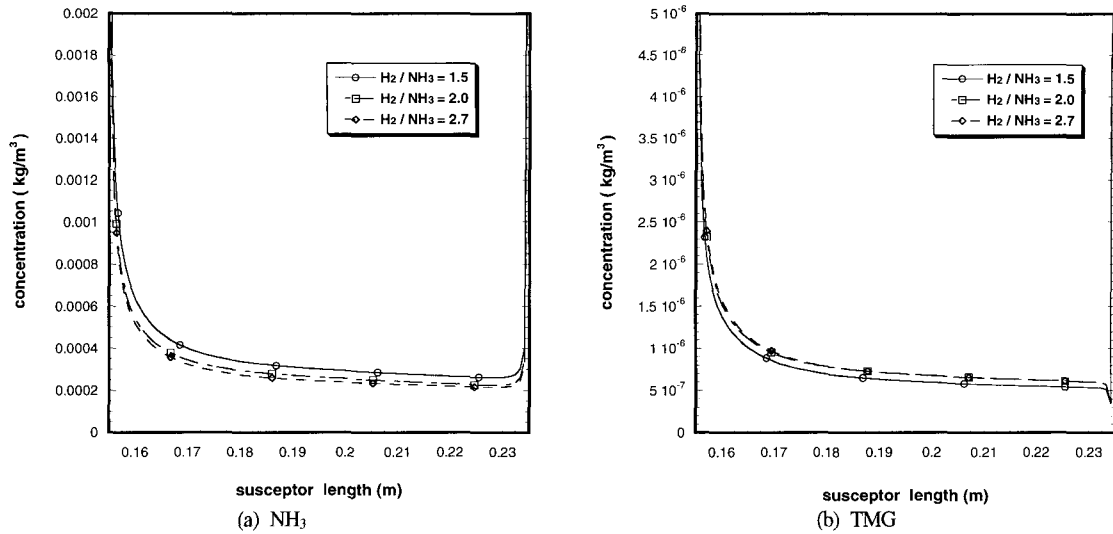 0.002
0.0018
0.0016
0.0014
0.0012
0.001
0.0008
0.0006
0.0004
0.0002
0
concentration ( kg/m³)
H₂ / NH₃ = 1.5
H₂ / NH₃ = 2.0
H₂ / NH₃ = 2.7
0.16 0.17 0.18 0.19 0.2 0.21 0.22 0.23
susceptor length (m)
(a) NH₃
5 10⁻⁶
4 10⁻⁸
4 10⁻⁶
3 10⁻⁶
3 10⁻⁶
2 10⁻⁶
2 10⁻⁶
1 10⁻⁶
1 10⁻⁶
5 10⁻⁷
0
concentration ( kg/m³)
H₂ / NH₃ = 1.5
H₂ / NH₃ = 2.0
H₂ / NH₃ = 2.7
0.16 0.17 0.18 0.19 0.2 0.21 0.22 0.23
susceptor length (m)
(b) TMG